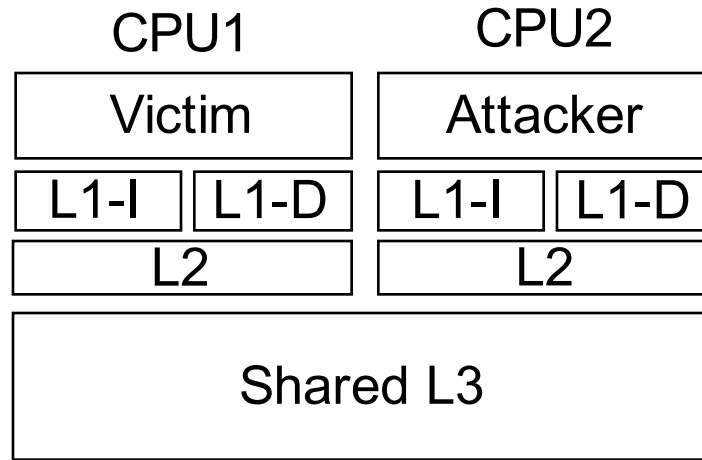 CPU1 CPU2
Victim Attacker
L1-I L1-D L1-I L1-D
L2 L2
Shared L3